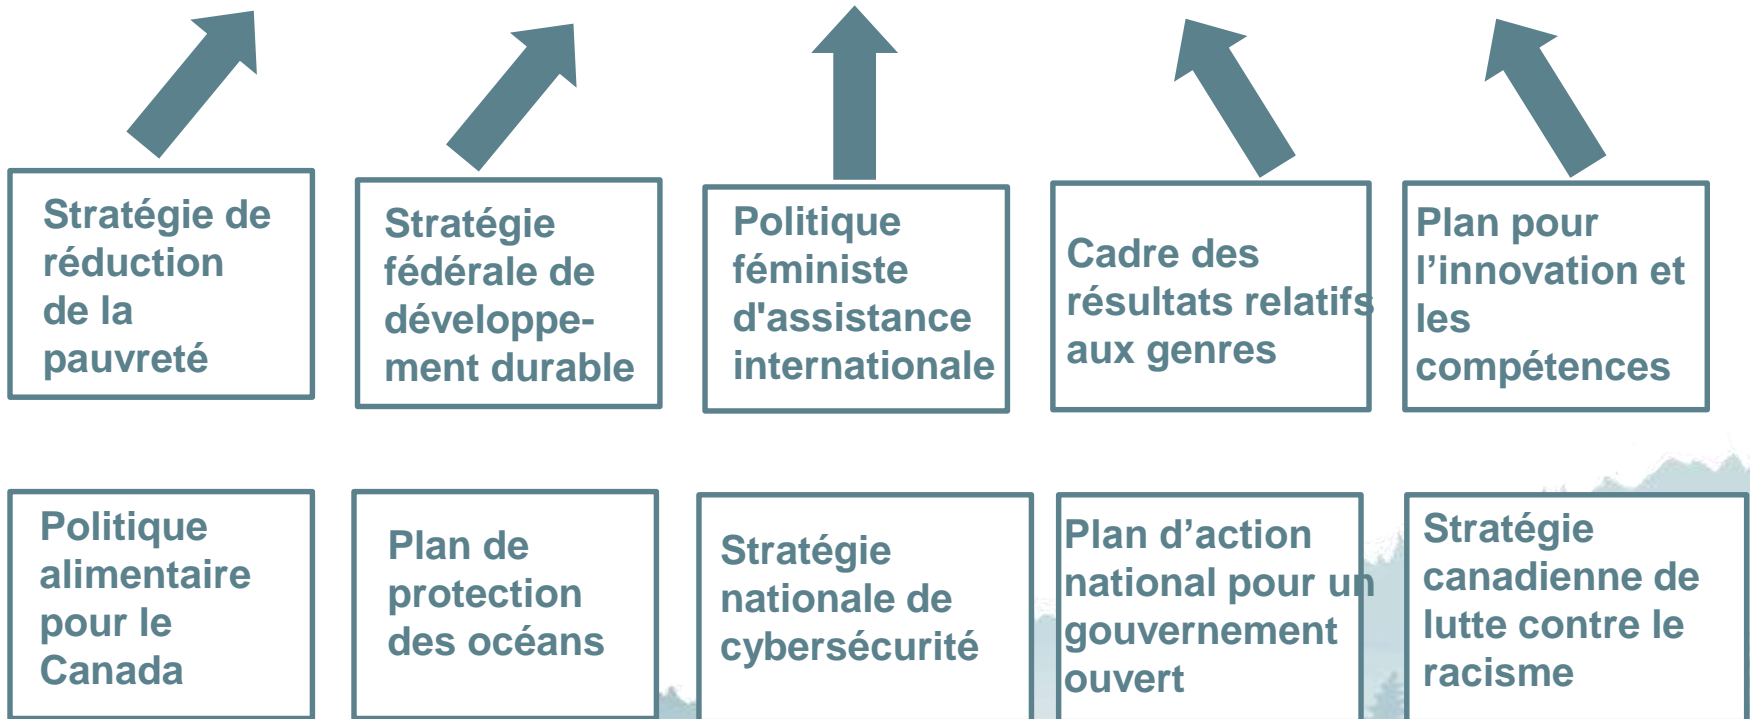 Stratégie de
réduction
de la
pauvreté
Stratégie
fédérale de
développe-
ment durable
Politique
féministe
d'assistance
internationale
Cadre des
résultats relatifs
aux genres
Plan pour
l’innovation et
les
compétences
Politique
alimentaire
pour le
Canada
Plan de
protection
des océans
Stratégie
nationale de
cybersécurité
Plan d’action
national pour un
gouvernement
ouvert
Stratégie
canadienne de
lutte contre le
racisme